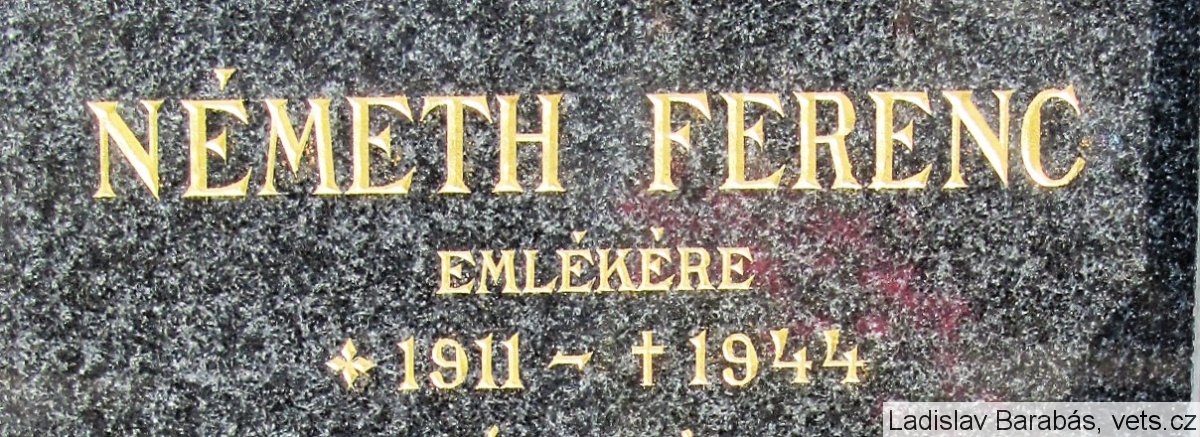 NÉMETH FERENC
EMLÉKÉRE
1911 - † 1944
Ladislav Barabás, vets.cz